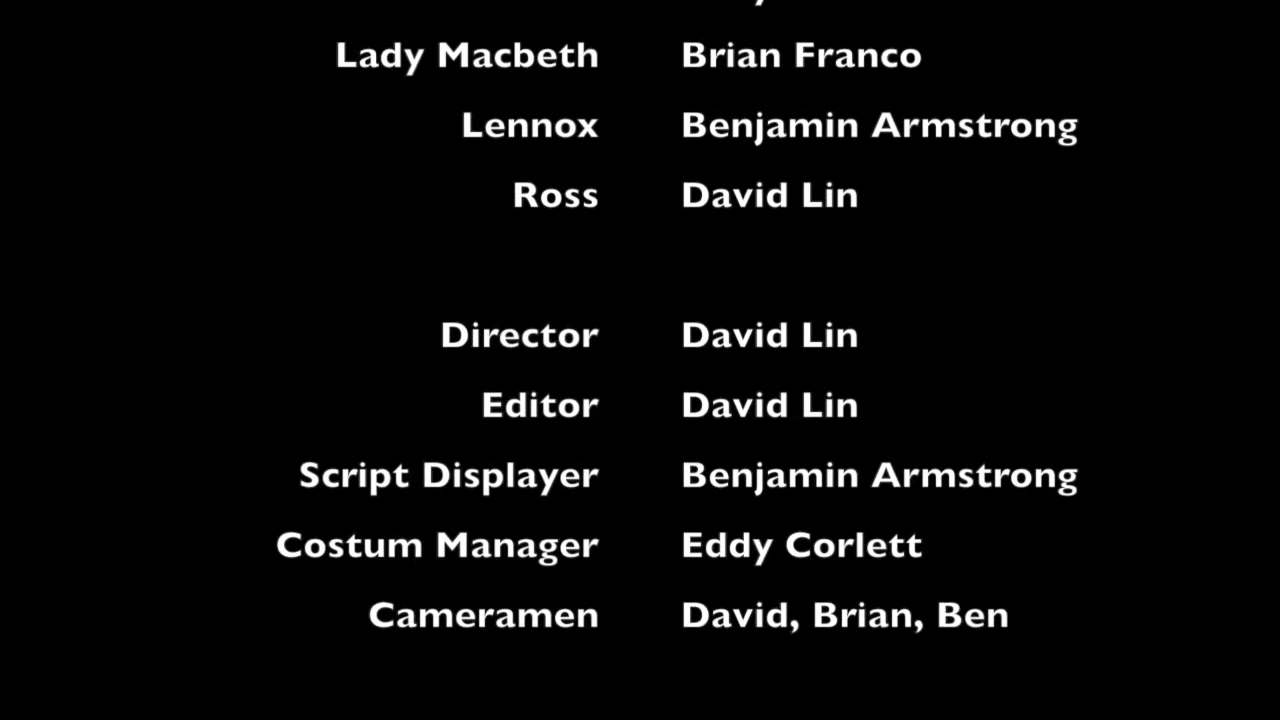 Lady Macbeth Brian Franco
Lennox Benjamin Armstrong
Ross David Lin
Director David Lin
Editor David Lin
Script Displayer Benjamin Armstrong
Costum Manager Eddy Corlett
Cameramen David, Brian, Ben